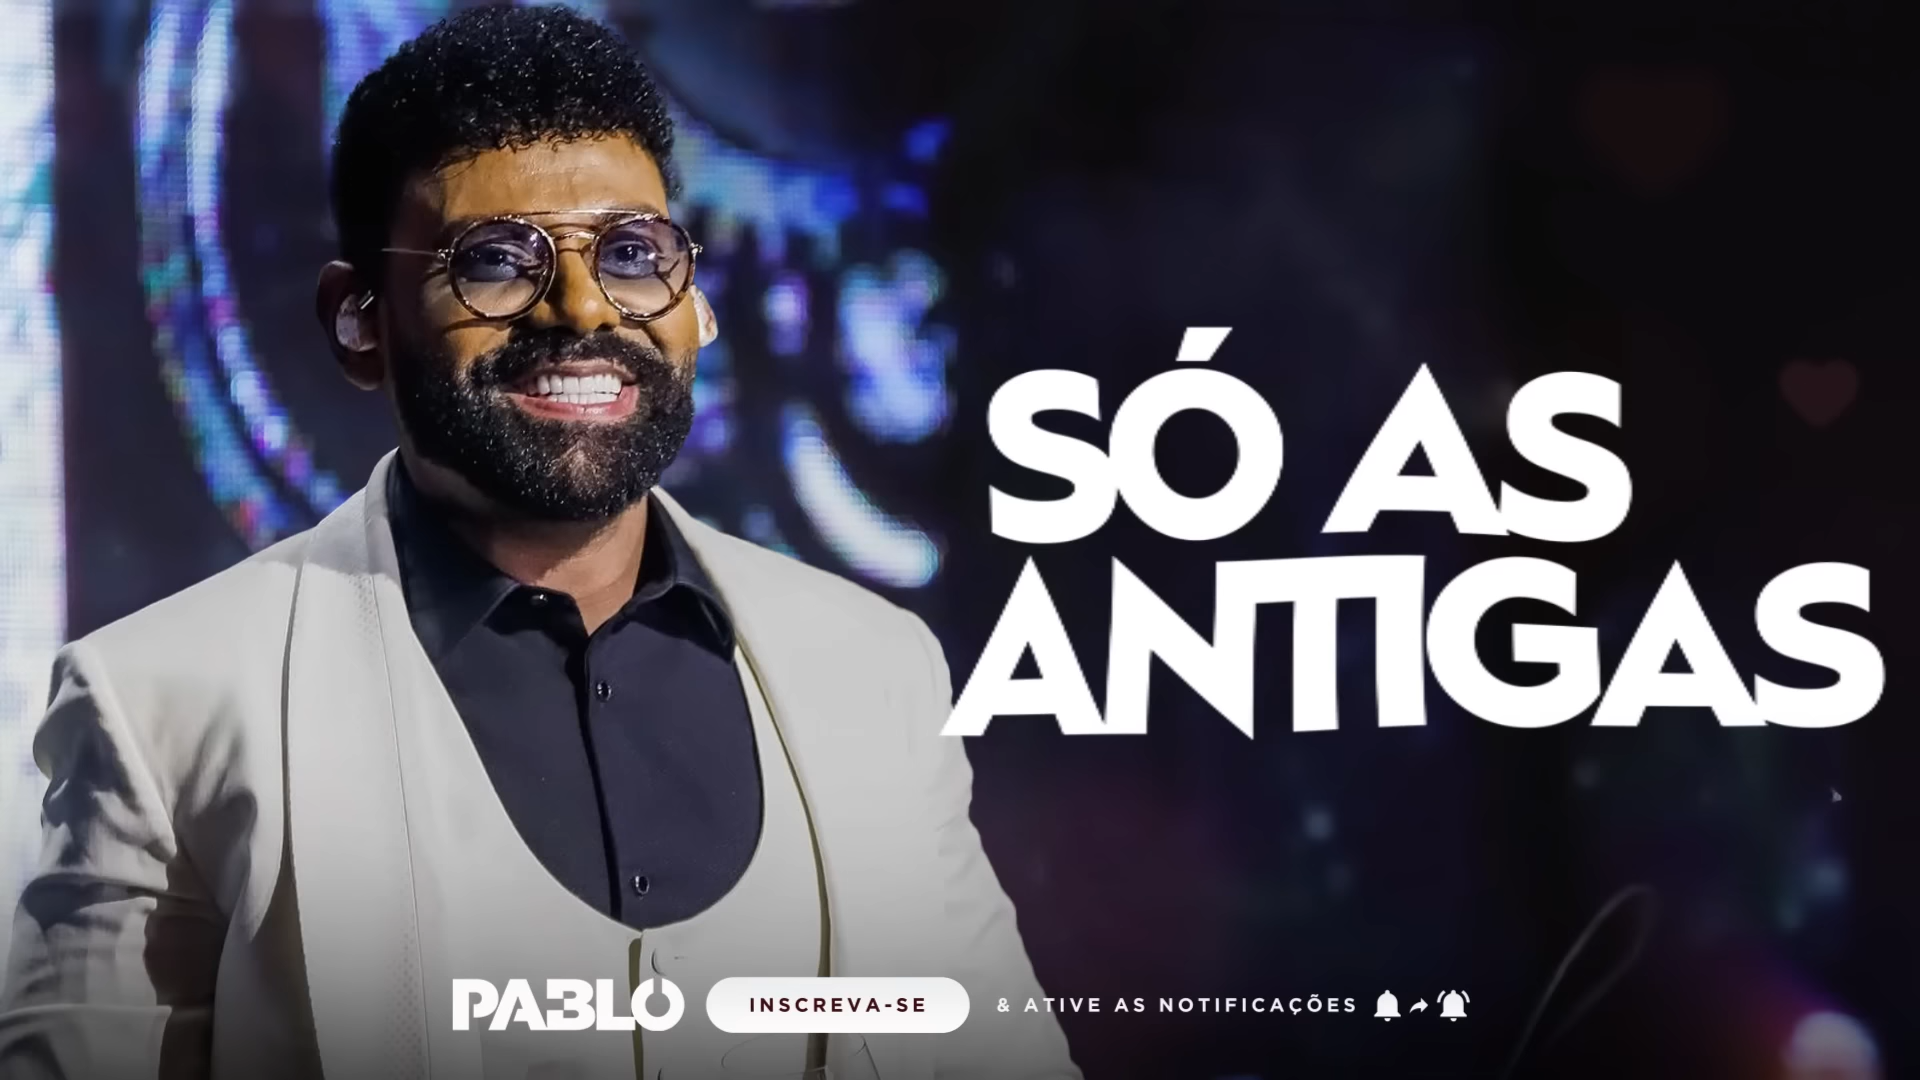 SÓ AS
ANTIGAS
PABLO INSCREVA-SE & ATIVE AS NOTIFICAÇÕES